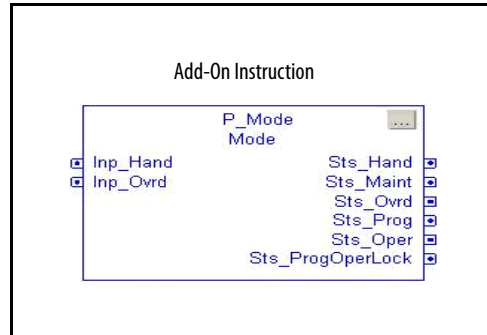 Add-On Instruction
P_Mode
...
Mode
Inp_Hand
Sts_Hand
Inp_Ovrd
Sts_Maint
Sts_Ovrd
Sts_Prog
Sts_Oper
Sts_ProgOperLock